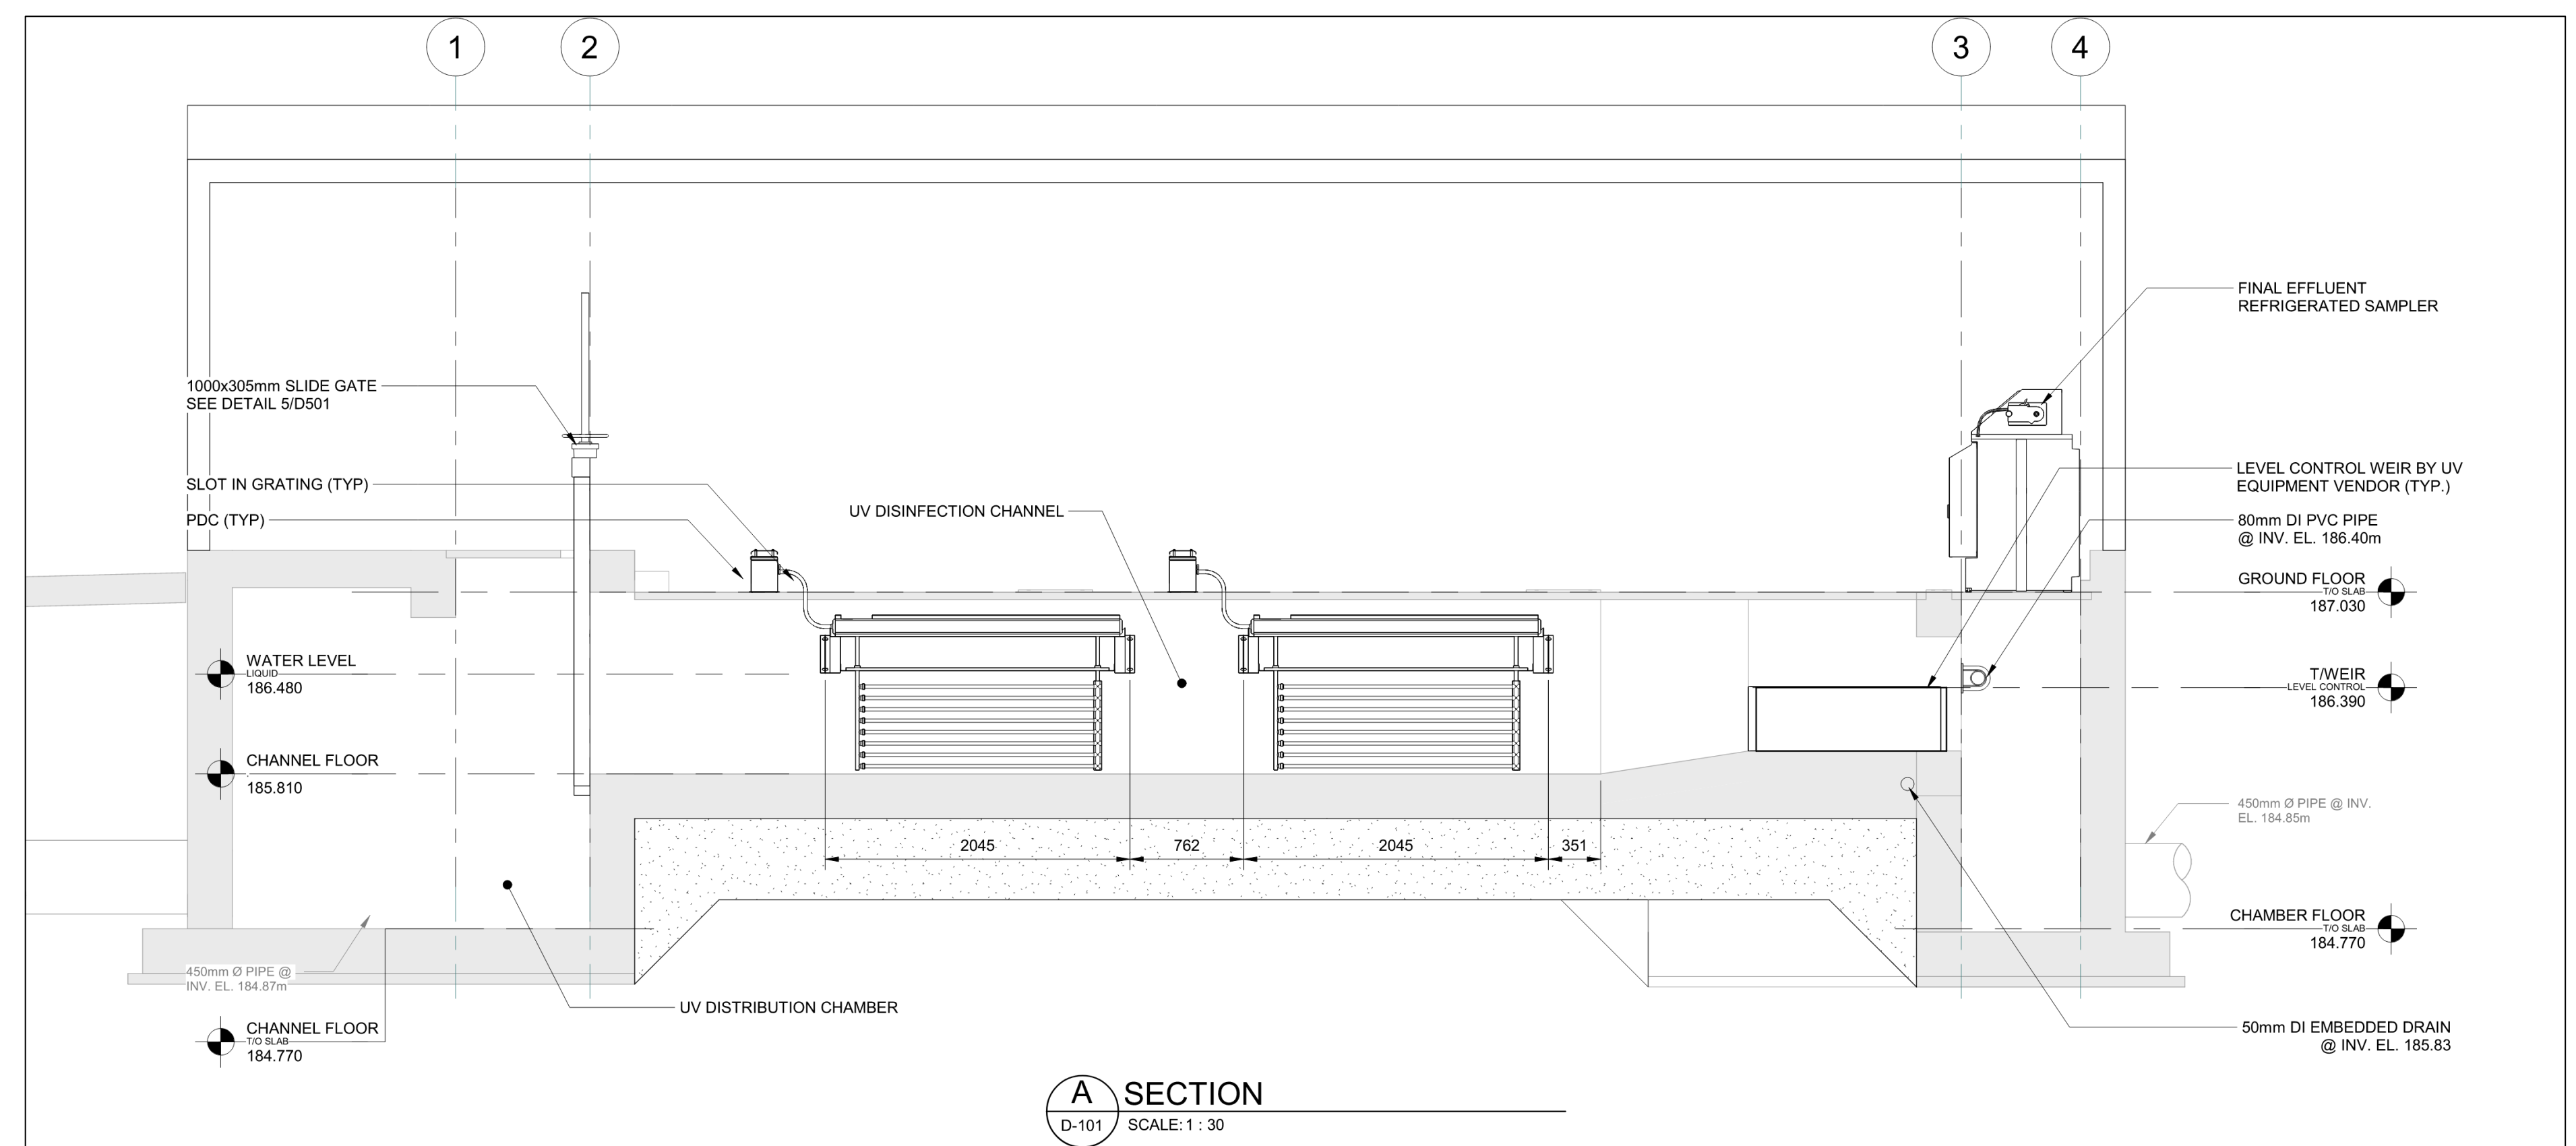 1
2
3
4
FINAL EFFLUENT
REFRIGERATED SAMPLER
1000x305mm SLIDE GATE
SEE DETAIL 5/D501
LEVEL CONTROL WEIR BY UV
EQUIPMENT VENDOR (TYP.)
SLOT IN GRATING (TYP)
UV DISINFECTION CHANNEL
PDC (TYP)
80mm DI PVC PIPE
@ INV. EL. 186.40m
GROUND FLOOR
T/O SLAB
187.030
WATER LEVEL
LIQUID
186.480
T/WEIR
LEVEL CONTROL
186.390
CHANNEL FLOOR
185.810
450mm Ø PIPE @ INV.
EL. 184.85m
2045
762
2045
351
CHAMBER FLOOR
T/O SLAB
184.770
450mm Ø PIPE @
INV. EL. 184.87m
UV DISTRIBUTION CHAMBER
CHANNEL FLOOR
T/O SLAB
184.770
50mm DI EMBEDDED DRAIN
@ INV. EL. 185.83
A SECTION
D-101 SCALE: 1 : 30